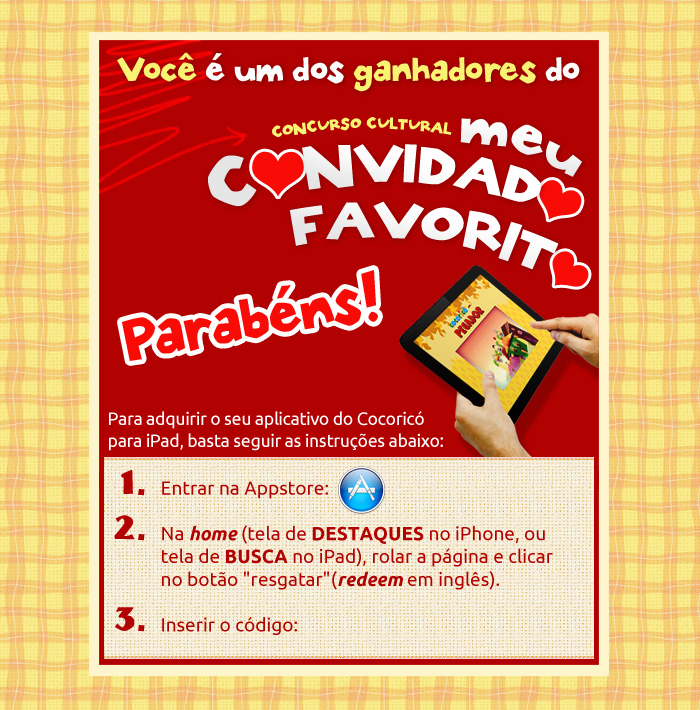 Você é um dos ganhadores do
CONCURSO CULTURAL meu
CONVIDADO
FAVORITO
Parabéns!
PEGADOR
Para adquirir o seu aplicativo do Cocoricó
para iPad, basta seguir as instruções abaixo:
1. Entrar na Appstore:
2. Na home (tela de DESTAQUES no iPhone, ou
tela de BUSCA no iPad), rolar a página e clicar
no botão "resgatar"(redeem em inglês).
3. Inserir o código: